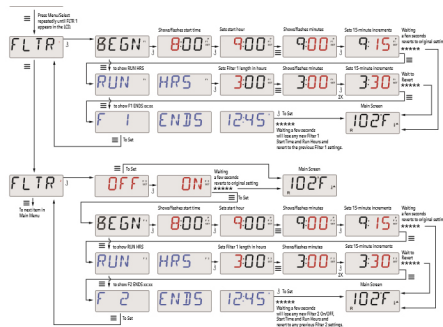 Press Menu/Select
repeatedly until FLTR 1
appears in the LCD.
Shows/flashes start time
Sets start hour
Shows/flashes minutes
Sets 15-minute increments
Waiting
a few seconds
reverts to original setting
*****
FLTR BEGN 8:00 9:00 9:00 9:15
to show RUN HRS
Sets Filter 1 length in hours
Shows/flashes minutes
Sets 15-minute increments
Wait to
Revert
*****
RUN HRS 3:00 3:00 3:30
2X
to show F1 ENDS xx:xx
To Set
Main Screen
F 1 ENDS 12:45 102F
*****
Waiting a few seconds
will lose any new Filter 1
Start Time and Run Hours and
revert to the previous Filter 1 settings.
To Set
To Set
Waiting
a few seconds
reverts to original setting
*****
Main Screen
FLTR OFF ON 102F
To Set
To next item in
Main Menu
Shows/flashes start time
Sets start hour
Shows/flashes minutes
Sets 15-minute increments
Waiting
a few seconds
reverts to original setting
*****
BEGN 8:00 9:00 9:00 9:15
to show RUN HRS
Sets Filter 1 length in hours
Shows/flashes minutes
Sets 15-minute increments
Wait to
Revert
*****
RUN HRS 3:00 3:00 3:30
2X
to show F2 ENDS xx:xx
To Set
Main Screen
F 2 ENDS 12:45 102F
*****
Waiting a few seconds
will lose any new Filter 2 On/OFF,
Start Time and Run Hours and
revert to any previous Filter 2 settings.
To Set